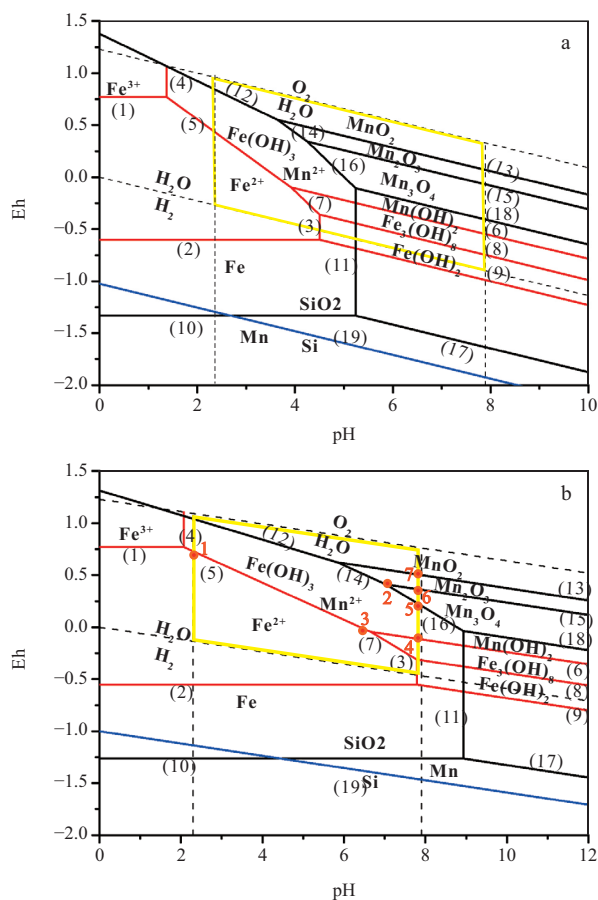 a
1.5
1.0
0.5
0.0
−0.5
−1.0
−1.5
−2.0
Eh
0
2
4
6
8
10
pH
O2
H2O
(4)
(12)
Fe3+
(1)
(5)
(14)
MnO2
Fe(OH)3
Mn2O3
(13)
(16)
Mn3O4
(15)
Mn2+
Fe2+
H2O
H2
(7)
Mn(OH)2
(18)
(6)
Fe3(OH)8
(8)
(3)
(2)
(11)
Fe(OH)2
(9)
Fe
SiO2
(10)
Mn
Si
(19)
(17)
b
1.5
1.0
0.5
0.0
−0.5
−1.0
−1.5
−2.0
Eh
0
2
4
6
8
10
12
pH
O2
H2O
Fe3+
(4)
(12)
(1)
1
(5)
Fe(OH)3
(14)
7
MnO2
(13)
2
6
Mn2O3
5
Mn3O4
(15)
Mn2+
Fe2+
3
(16)
(18)
H2O
H2
(7)
4
Mn(OH)2
(6)
(3)
Fe3(OH)8
(8)
(2)
Fe
Fe(OH)2
(9)
(11)
SiO2
(10)
(19)
Si
Mn
(17)